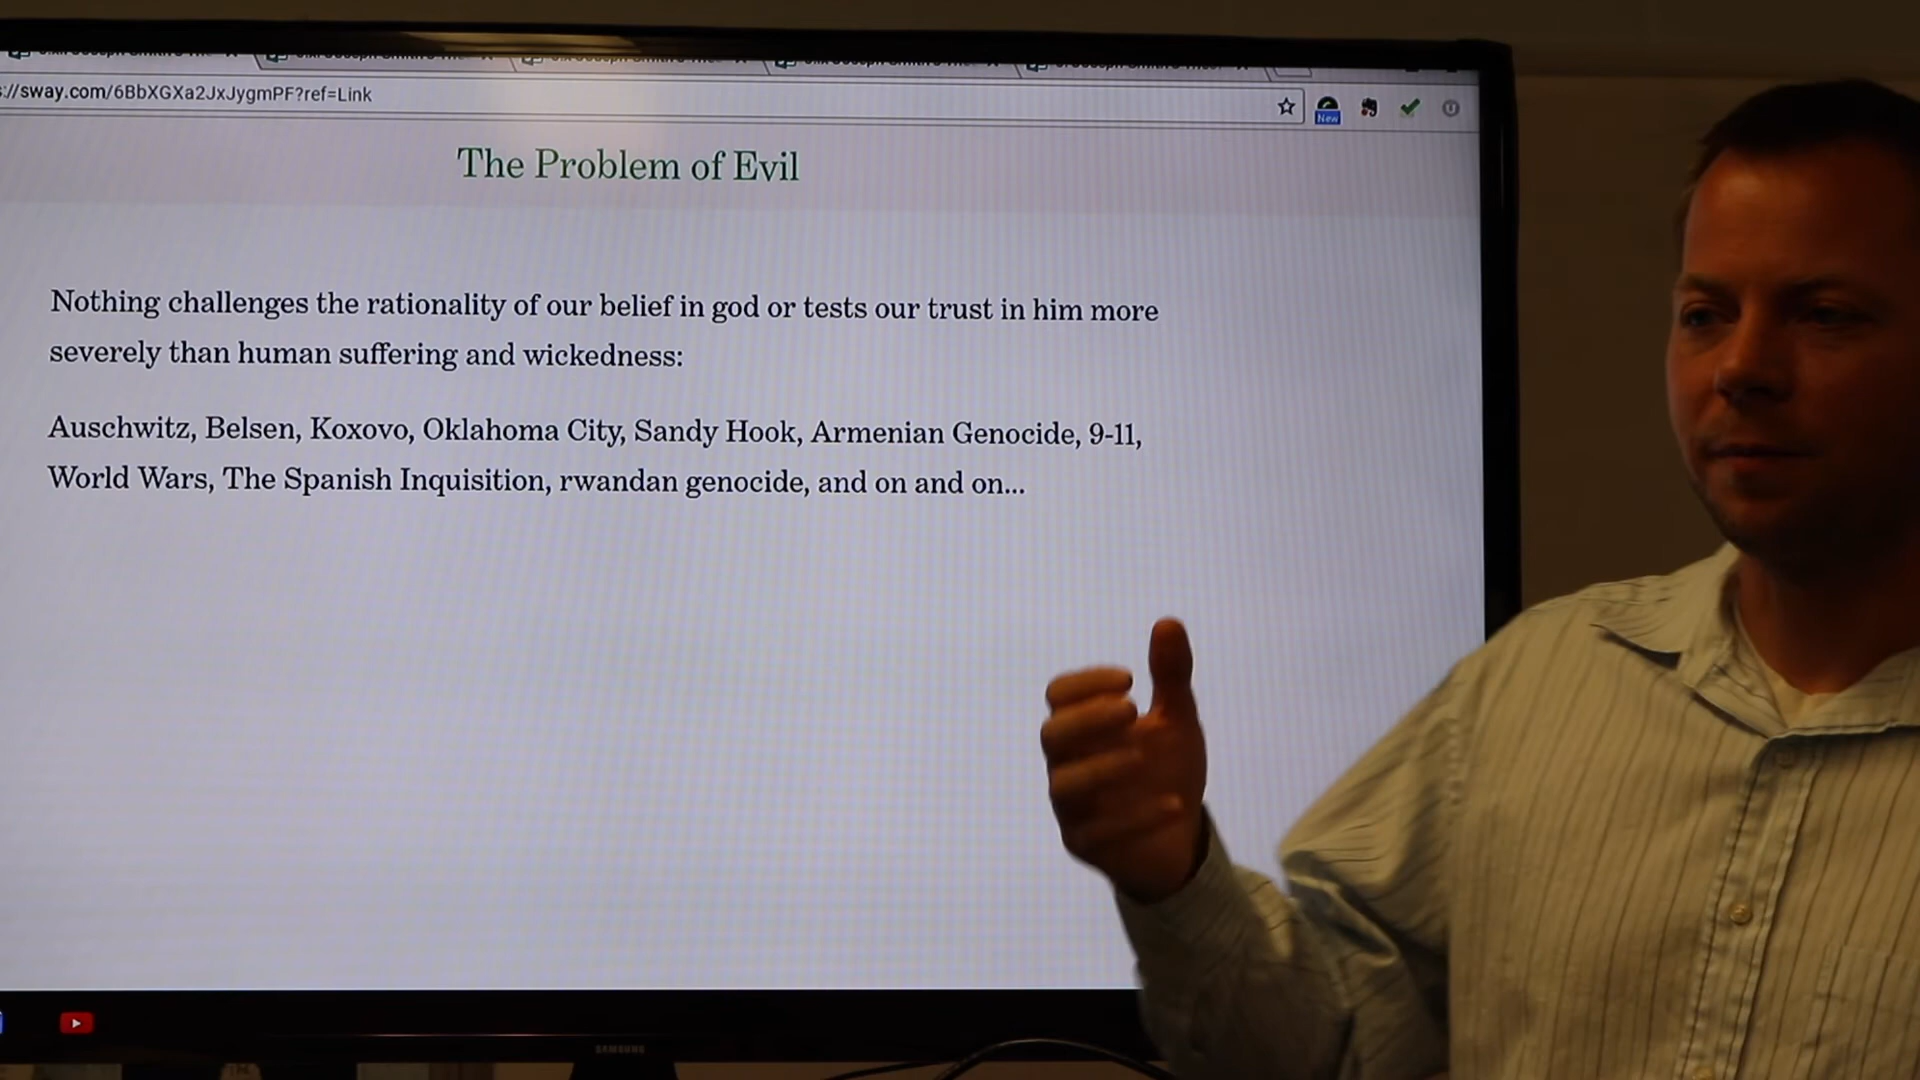 ://sway.com/6BbXGXa2JxJygmPF?ref=Link
New
The Problem of Evil
Nothing challenges the rationality of our belief in god or tests our trust in him more
severely than human suffering and wickedness:
Auschwitz, Belsen, Koxovo, Oklahoma City, Sandy Hook, Armenian Genocide, 9-11,
World Wars, The Spanish Inquisition, rwandan genocide, and on and on...
SAMSUNG